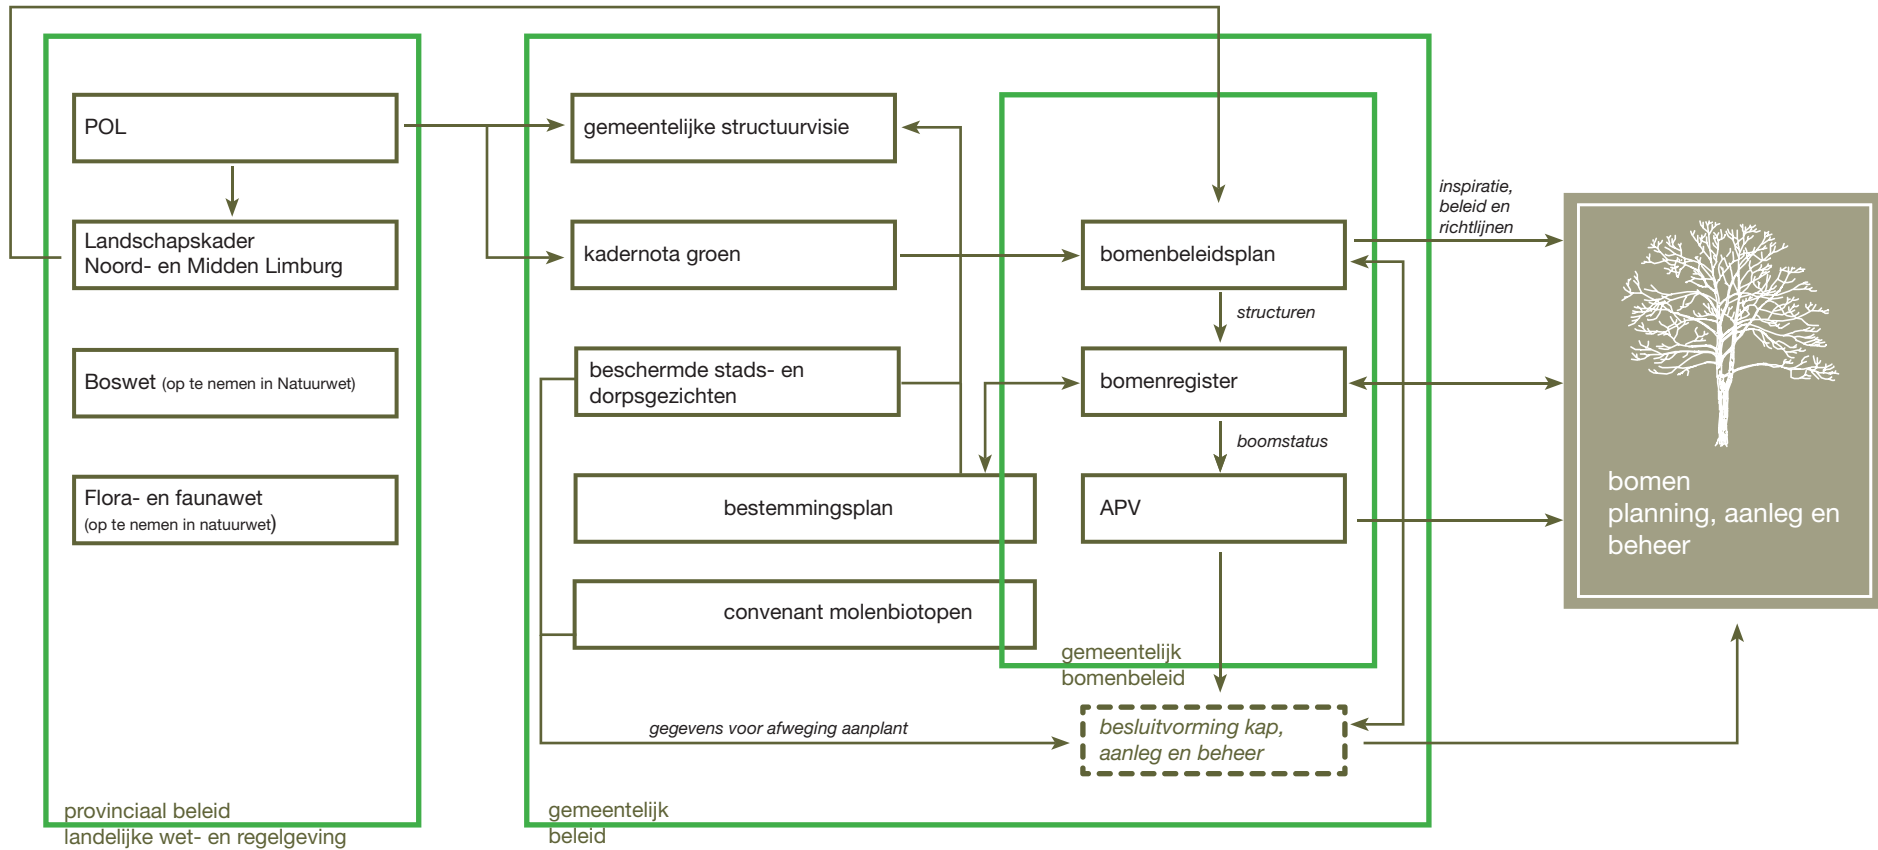 POL
Landschapskader
Noord- en Midden Limburg
Boswet (op te nemen in Natuurwet)
Flora- en faunawet
(op te nemen in natuurwet)
provinciaal beleid
landelijke wet- en regelgeving
gemeentelijke structuurvisie
kadernota groen
beschermde stads- en
dorpsgezichten
bestemmingsplan
convenant molenbiotopen
gegevens voor afweging aanplant
gemeentelijk
beleid
bomenbeleidsplan
structuren
bomenregister
boomstatus
APV
gemeentelijk
bomenbeleid
besluitvorming kap,
aanleg en beheer
inspiratie,
beleid en
richtlijnen
bomen
planning, aanleg en
beheer